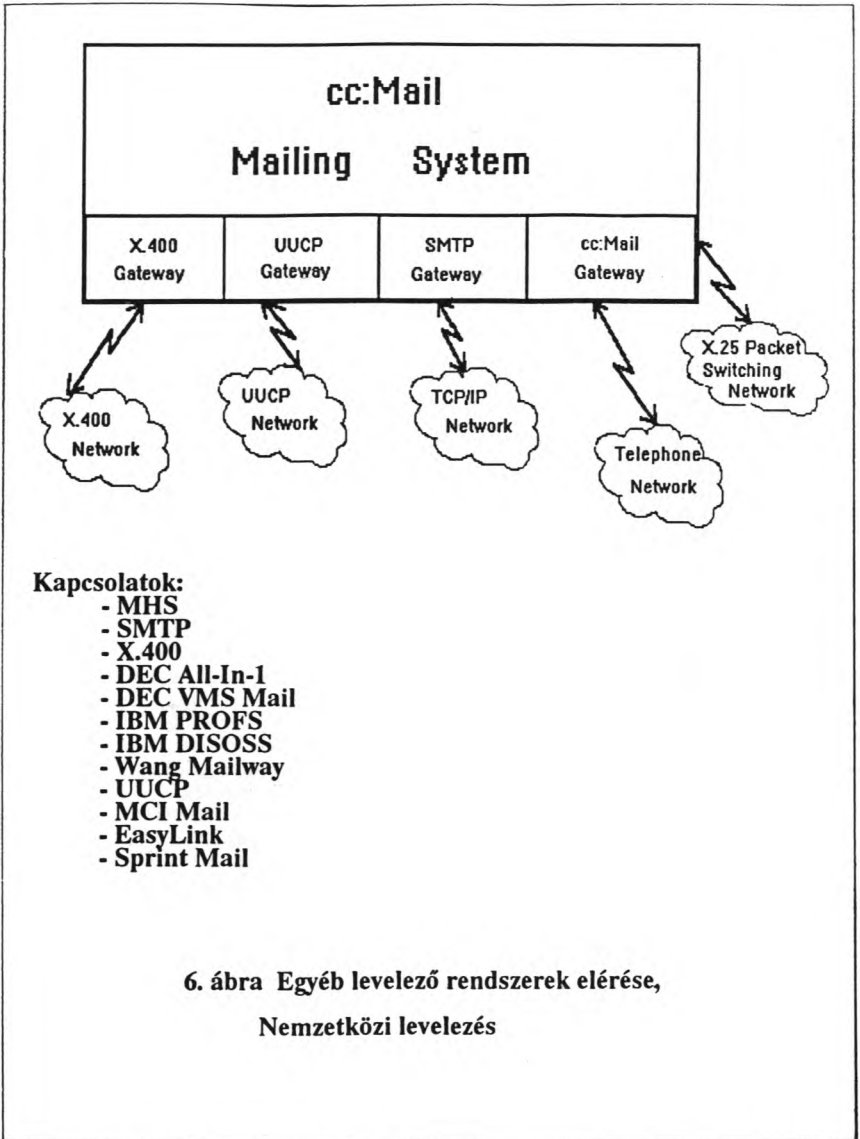 cc:Mail
Mailing System
X.400
Gateway
UUCP
Gateway
SMTP
Gateway
cc:Mail
Gateway
X.400
Network
UUCP
Network
TCP/IP
Network
Telephone
Network
X.25 Packet
Switching
Network
Kapcsolatok:
- MHS
- SMTP
- X.400
- DEC All-In-1
- DEC VMS Mail
- IBM PROFS
- IBM DISOSS
- Wang Mailway
- UUCP
- MCI Mail
- EasyLink
- Sprint Mail
6. ábra Egyéb levelező rendszerek elérése,
Nemzetközi levelezés